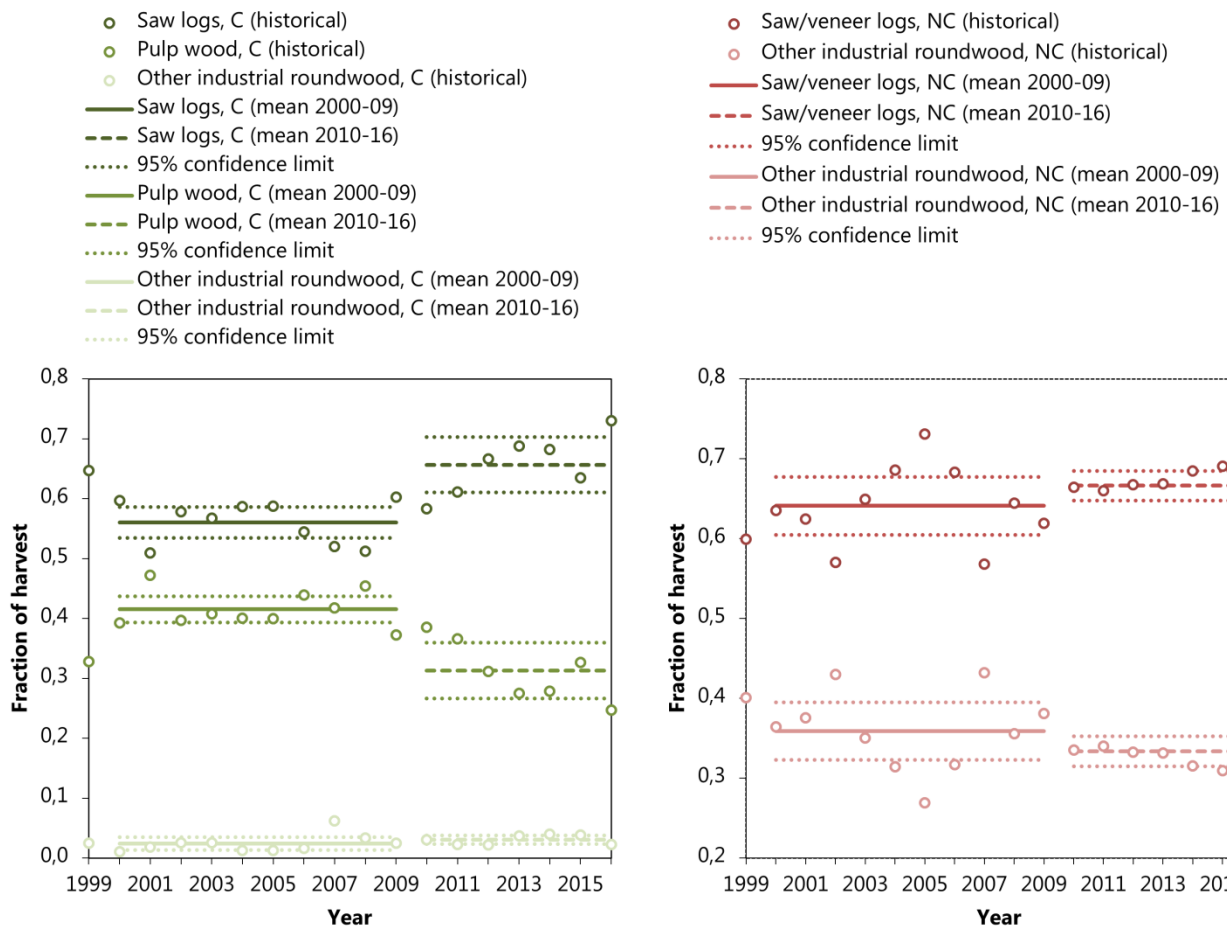 Saw logs, C (historical)
Pulp wood, C (historical)
Other industrial roundwood, C (historical)
Saw logs, C (mean 2000-09)
Saw logs, C (mean 2010-16)
95% confidence limit
Pulp wood, C (mean 2000-09)
Pulp wood, C (mean 2010-16)
95% confidence limit
Other industrial roundwood, C (mean 2000-09)
Other industrial roundwood, C (mean 2010-16)
95% confidence limit
Saw/veneer logs, NC (historical)
Other industrial roundwood, NC (historical)
Saw/veneer logs, NC (mean 2000-09)
Saw/veneer logs, NC (mean 2010-16)
95% confidence limit
Other industrial roundwood, NC (mean 2000-09)
Other industrial roundwood, NC (mean 2010-16)
95% confidence limit
Fraction of harvest
0,8
0,7
0,6
0,5
0,4
0,3
0,2
0,1
0,0
1999 2001 2003 2005 2007 2009 2011 2013 2015
Year
Fraction of harvest
0,8
0,7
0,6
0,5
0,4
0,3
0,2
1999 2001 2003 2005 2007 2009 2011 2013
Year